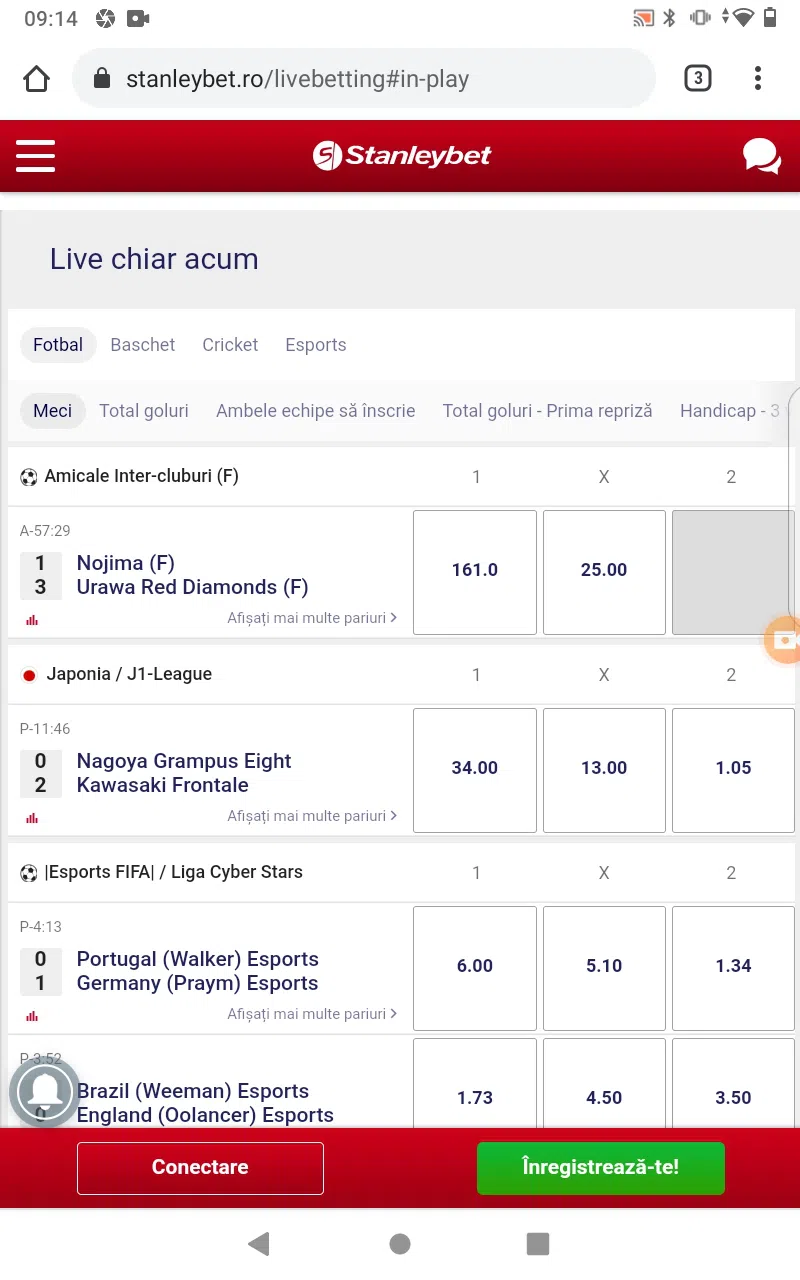 09:14
stanleybet.ro/livebetting#in-play
3
Stanleybet
Live chiar acum
Fotbal Baschet Cricket Esports
Meci Total goluri Ambele echipe să înscrie Total goluri - Prima repriză Handicap - 3
Amicale Inter-cluburi (F) 1 X 2
A-57:29
1 Nojima (F) 161.0 25.00
3 Urawa Red Diamonds (F)
Afișați mai multe pariuri
Japonia / J1-League 1 X 2
P-11:46
0 Nagoya Grampus Eight 34.00 13.00 1.05
2 Kawasaki Frontale
Afișați mai multe pariuri
|Esports FIFA| / Liga Cyber Stars 1 X 2
P-4:13
0 Portugal (Walker) Esports 6.00 5.10 1.34
1 Germany (Praym) Esports
Afișați mai multe pariuri
P-3:52
Brazil (Weeman) Esports 1.73 4.50 3.50
0 England (Oolancer) Esports
Conectare Înregistrează-te!